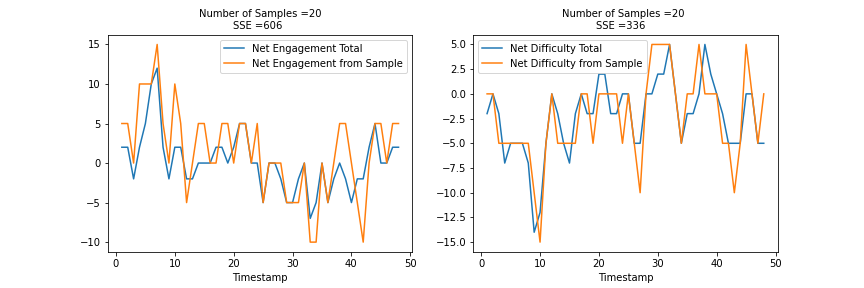 Number of Samples =20
SSE =606
Net Engagement Total
Net Engagement from Sample
15
10
5
0
−5
−10
0
10
20
30
40
50
Timestamp
Number of Samples =20
SSE =336
Net Difficulty Total
Net Difficulty from Sample
5.0
2.5
0.0
−2.5
−5.0
−7.5
−10.0
−12.5
−15.0
0
10
20
30
40
50
Timestamp